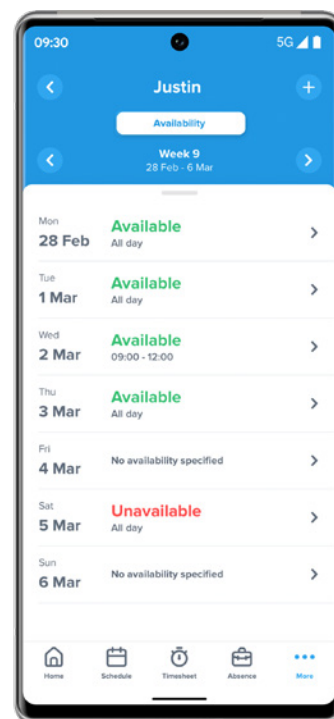 09:30
5G
Justin
Availability
Week 9
28 Feb - 6 Mar
Mon
28 Feb
Available
All day
Tue
1 Mar
Available
All day
Wed
2 Mar
Available
09:00 - 12:00
Thu
3 Mar
Available
All day
Fri
4 Mar
No availability specified
Sat
5 Mar
Unavailable
All day
Sun
6 Mar
No availability specified
Home
Schedule
Timesheet
Absence
More